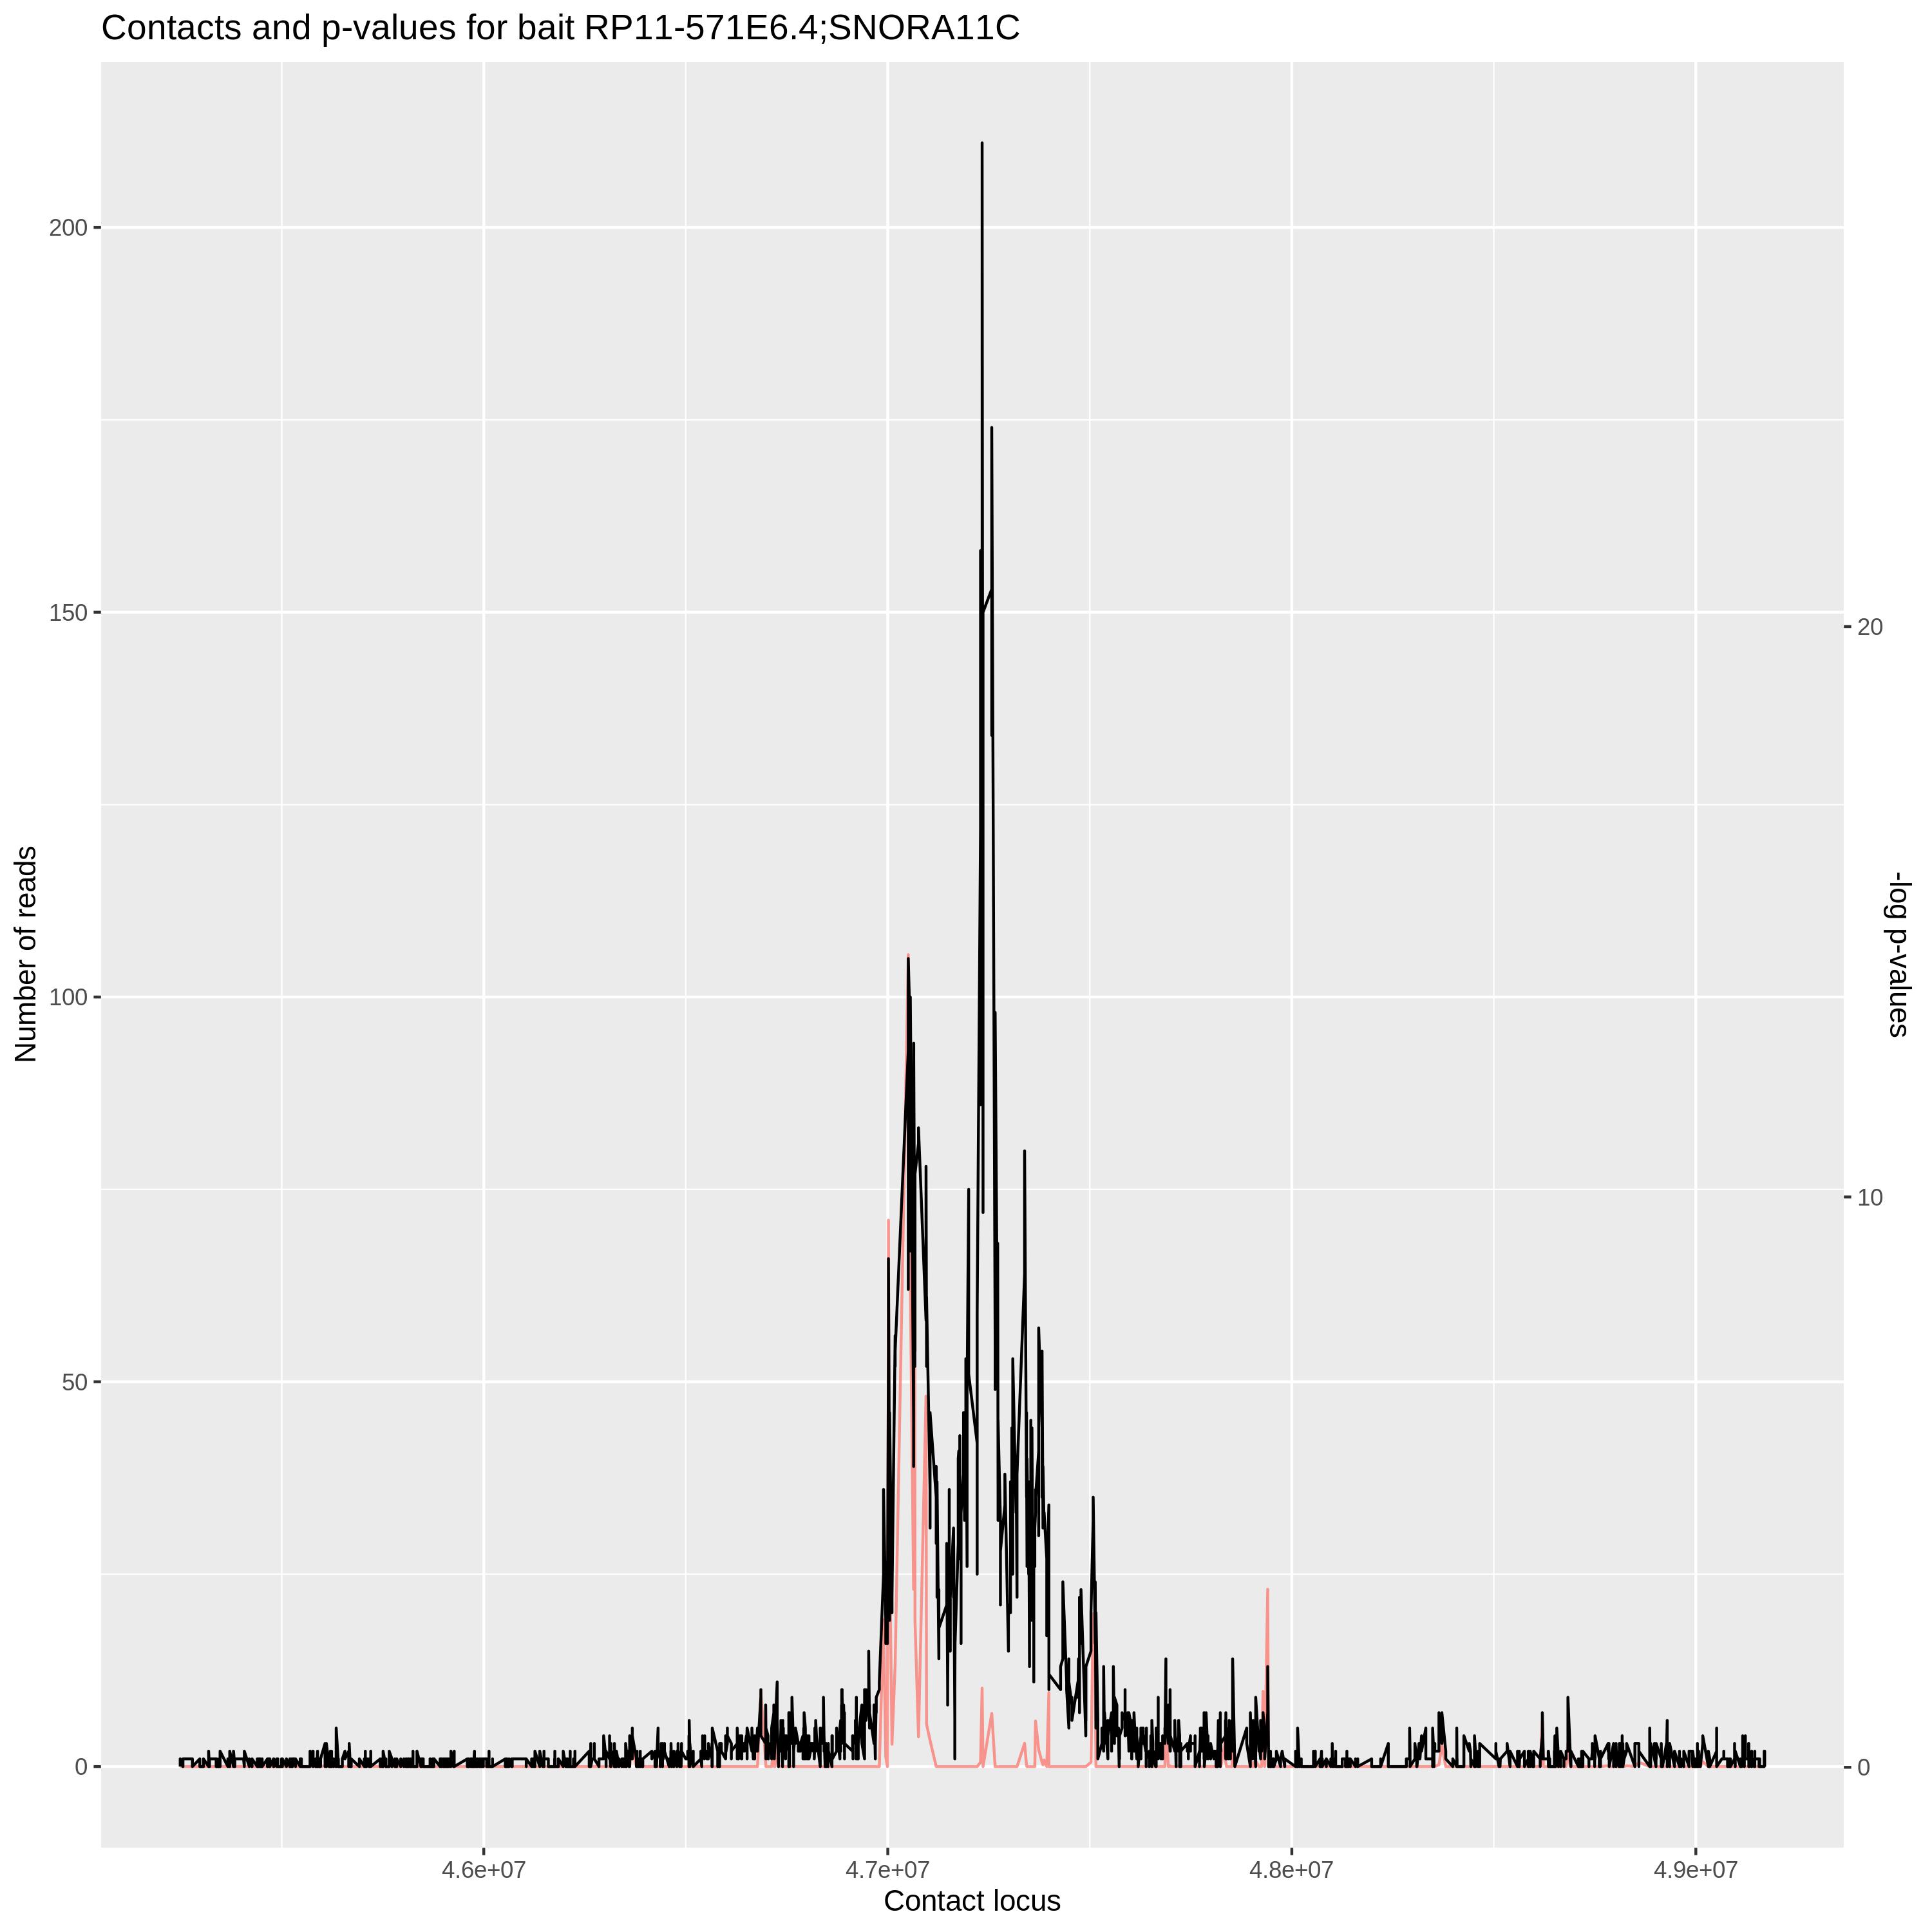 Contacts and p-values for bait RP11-571E6.4;SNORA11C
Number of reads
200
150
100
50
0
20
10
0
-log p-values
4.6e+07
4.7e+07
4.8e+07
4.9e+07
Contact locus